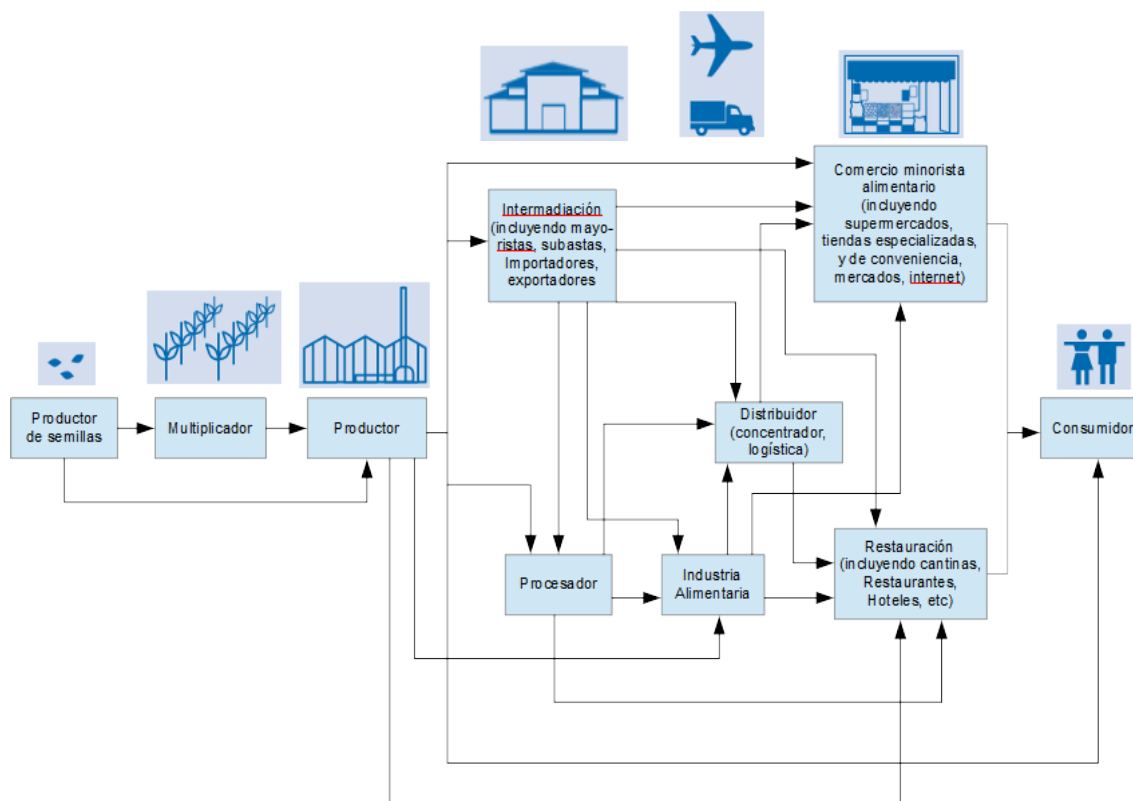 Comercio minorista
alimentario
(incluyendo
supermercados,
tiendas especializadas,
y de conveniencia,
mercados, internet)
Intermadiación
(incluyendo mayo-
ristas, subastas,
Importadores,
exportadores
Productor
de semillas
Multiplicador
Productor
Distribuidor
(concentrador,
logística)
Consumidor
Procesador
Industria
Alimentaria
Restauración
(incluyendo cantinas,
Restaurantes,
Hoteles, etc)